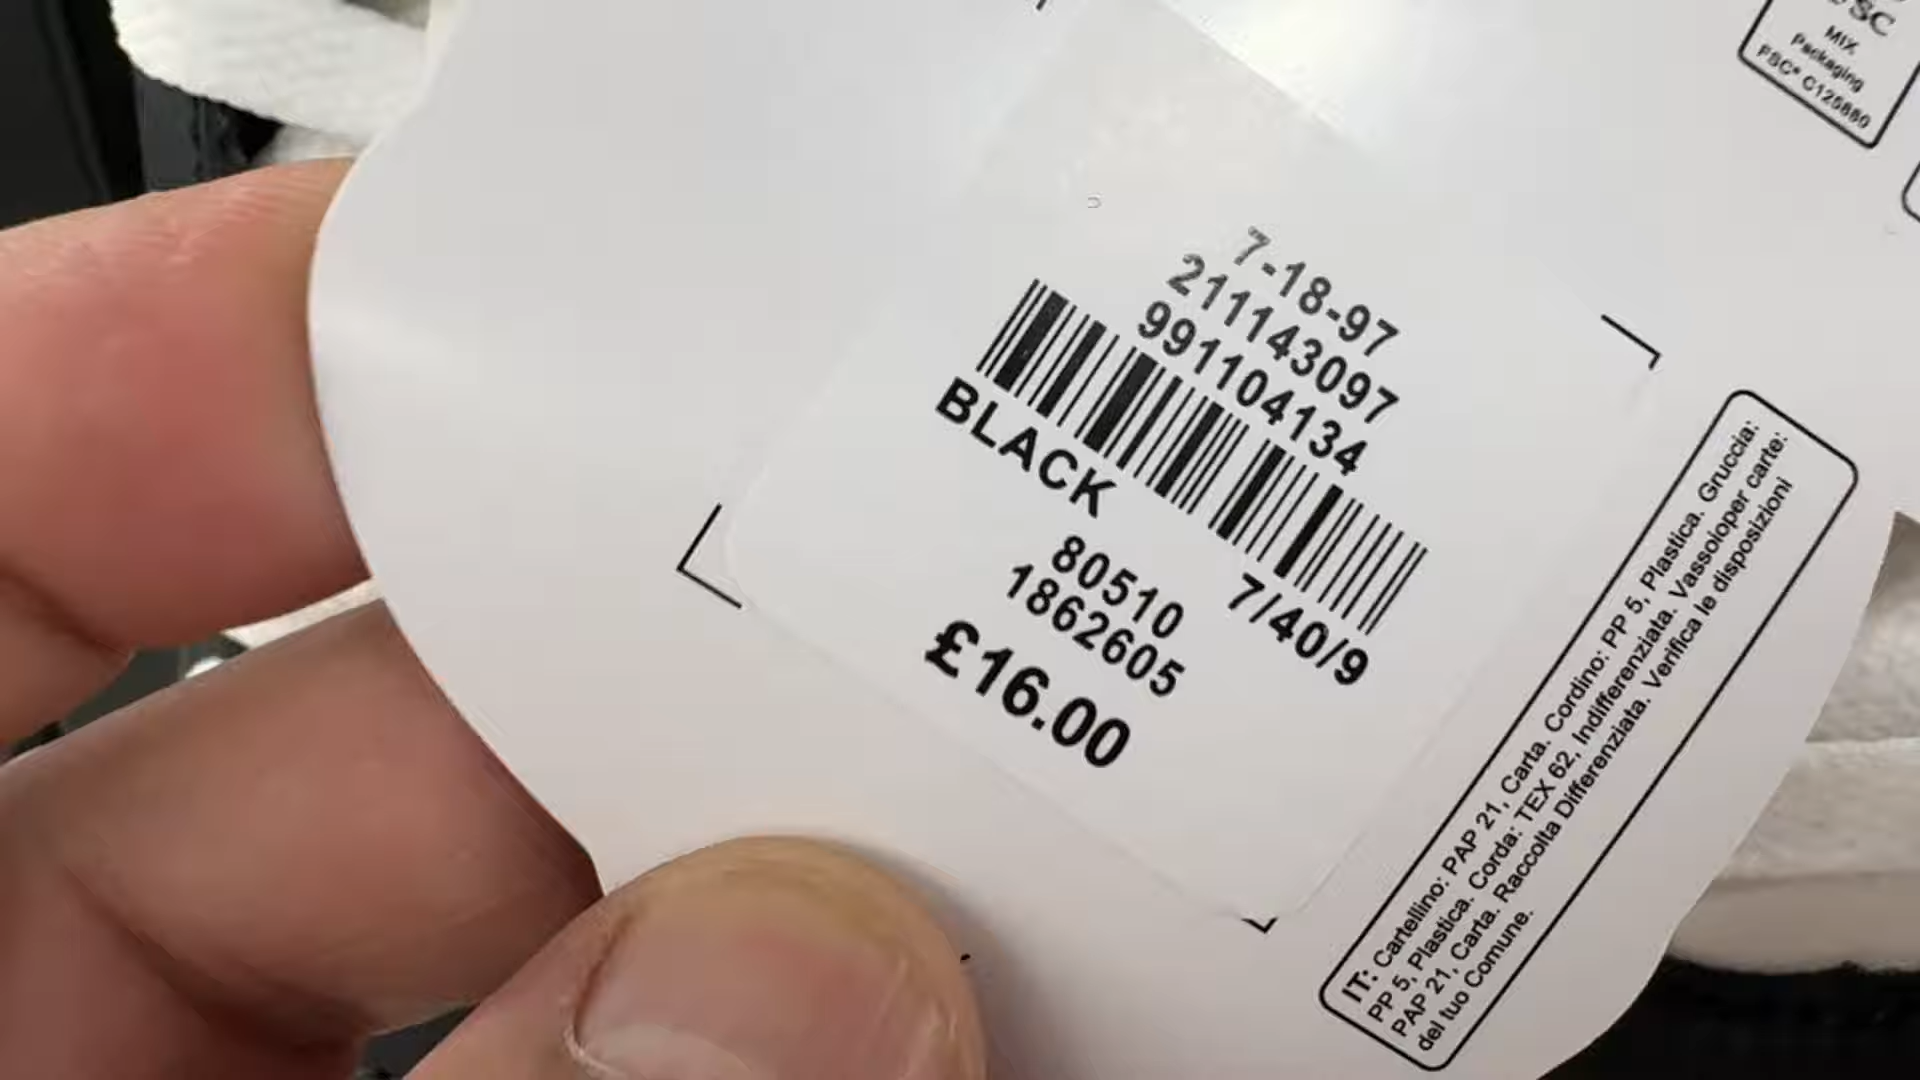 SC
MIX
Packaging
FSC® C125880
7-18-97
211143097
991104134
BLACK
7/40/9
80510
1862605
£16.00
IT: Cartellino: PAP 21, Carta. Cordino: PP 5, Plastica. Gruccia:
PP 5, Plastica. Corda: TEX 62, Indifferenziata. Vassoloper carte:
PAP 21, Carta. Raccolta Differenziata. Verifica le disposizioni
del tuo Comune.